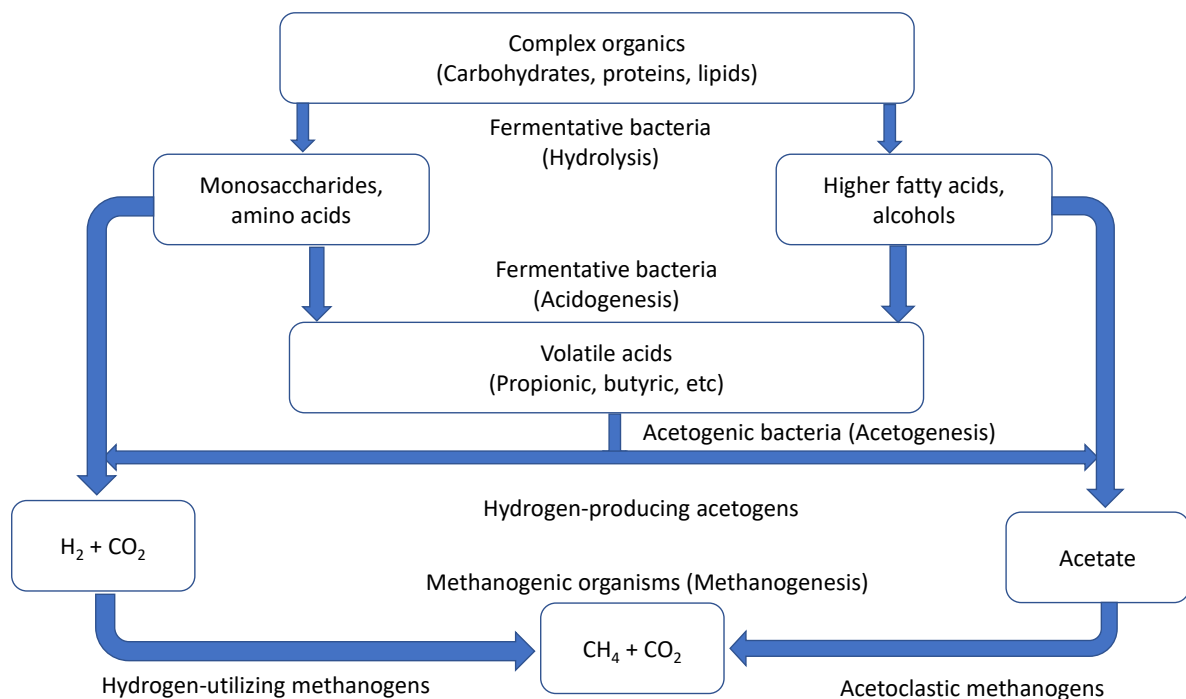 Complex organics
(Carbohydrates, proteins, lipids)
Fermentative bacteria
(Hydrolysis)
Monosaccharides,
amino acids
Higher fatty acids,
alcohols
Fermentative bacteria
(Acidogenesis)
Volatile acids
(Propionic, butyric, etc)
Acetogenic bacteria (Acetogenesis)
Hydrogen-producing acetogens
H₂ + CO₂
Acetate
Methanogenic organisms (Methanogenesis)
CH₄ + CO₂
Hydrogen-utilizing methanogens
Acetoclastic methanogens